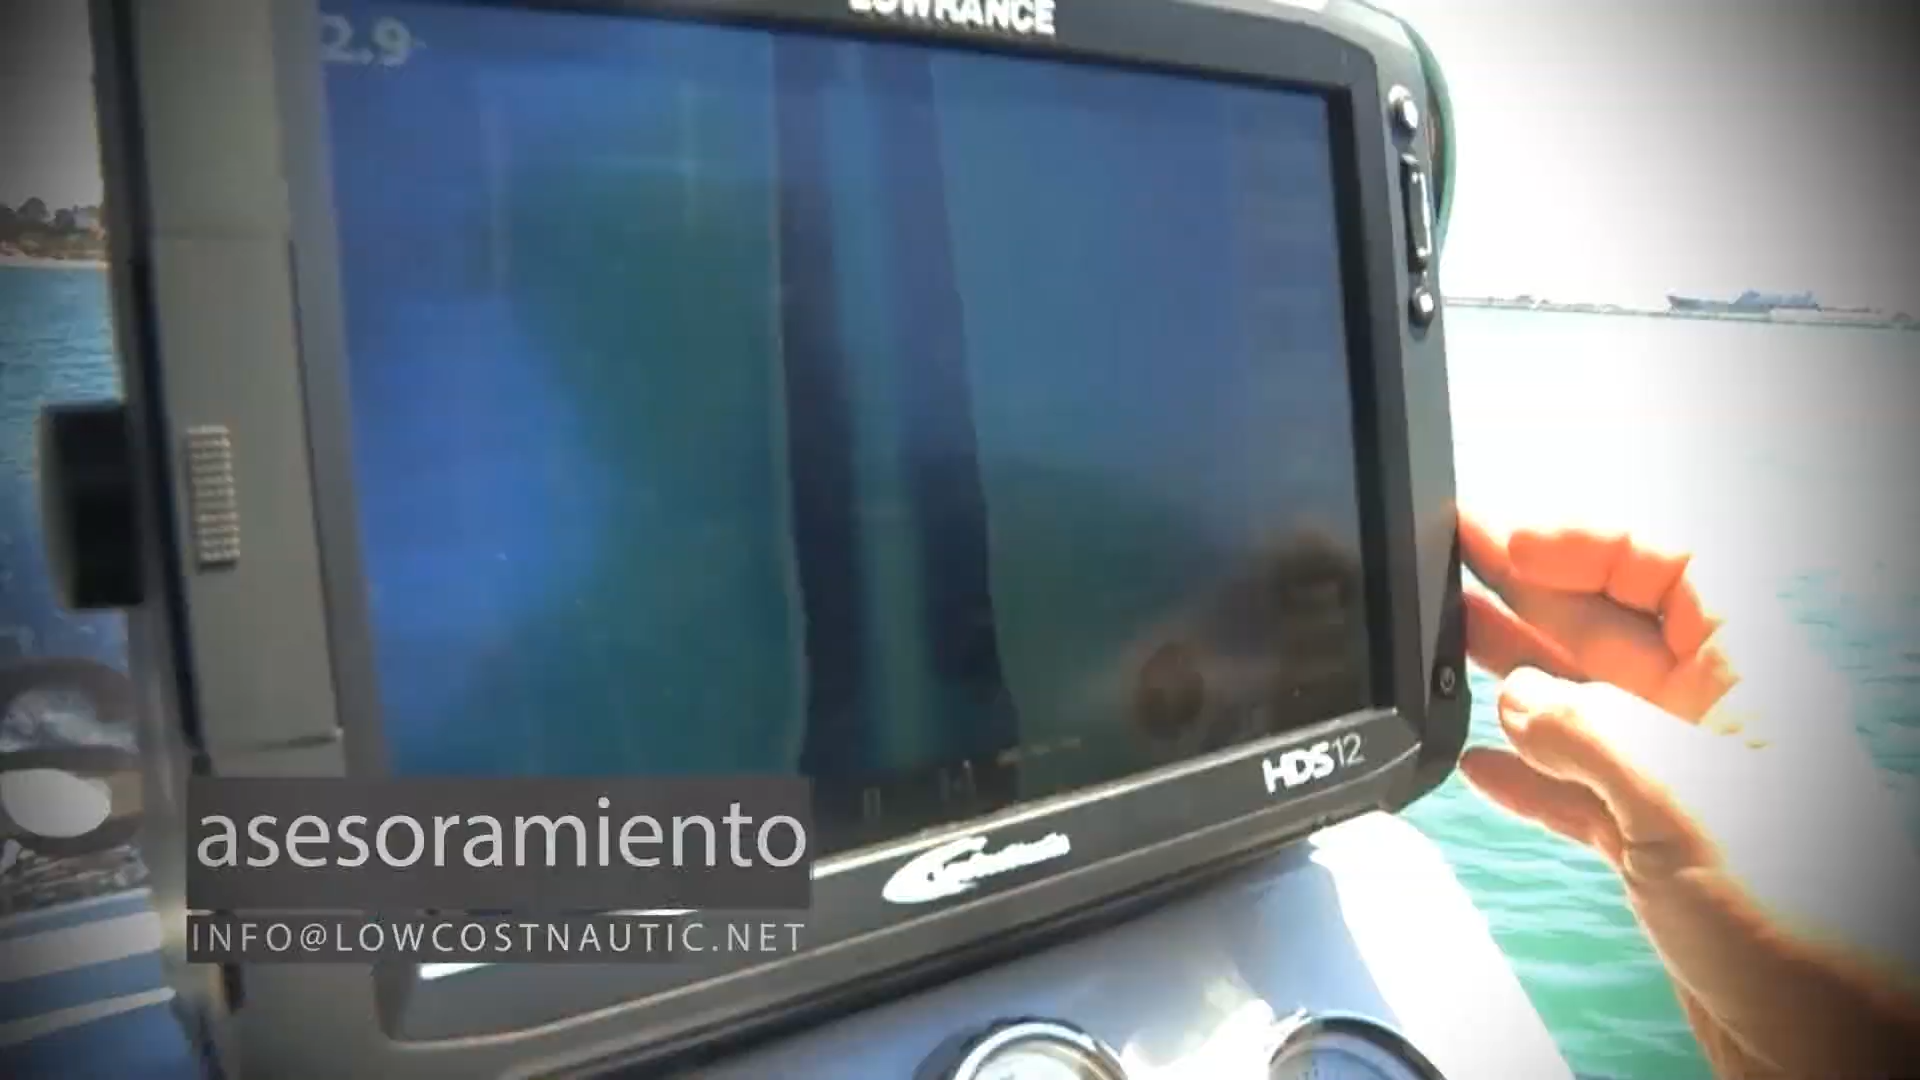 LOWRANCE
2.9
HDS12
asesoramiento
INFO@LOWCOSTNAUTIC.NET